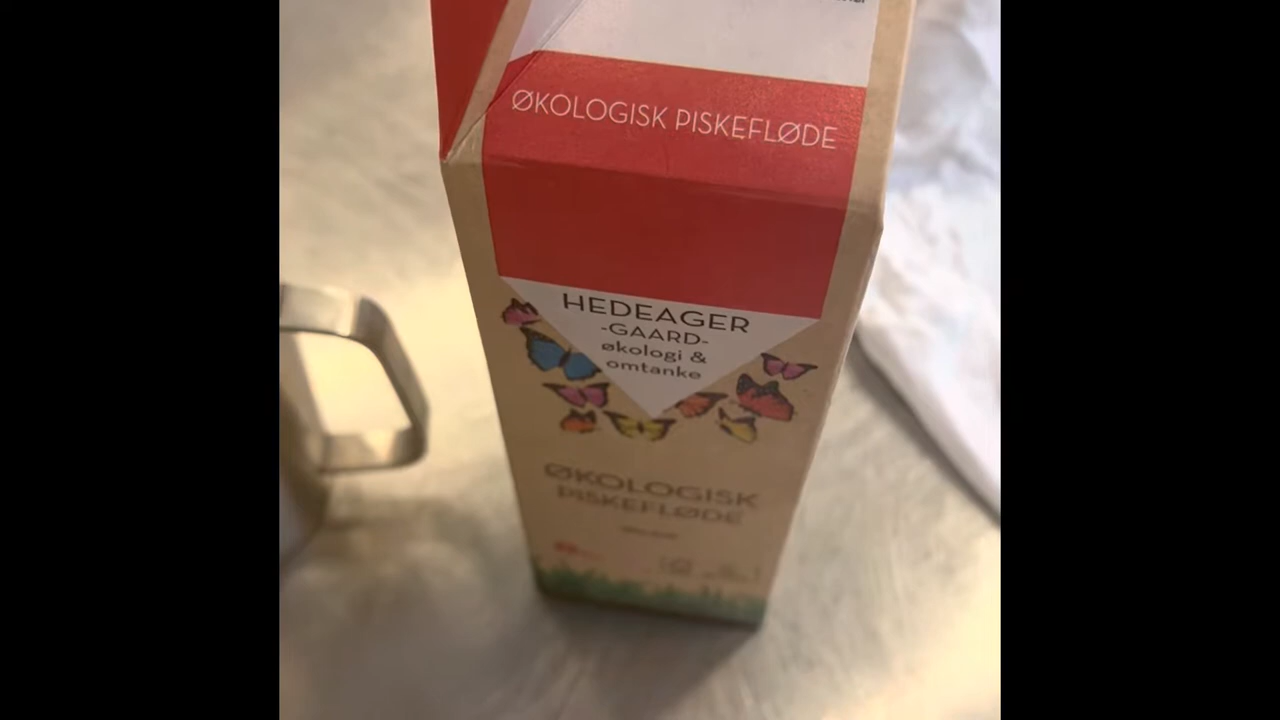 ØKOLOGISK PISKEFLØDE
HEDEAGER
-GAARD-
økologi &
omtanke
ØKOLOGISK
PISKEFLØDE